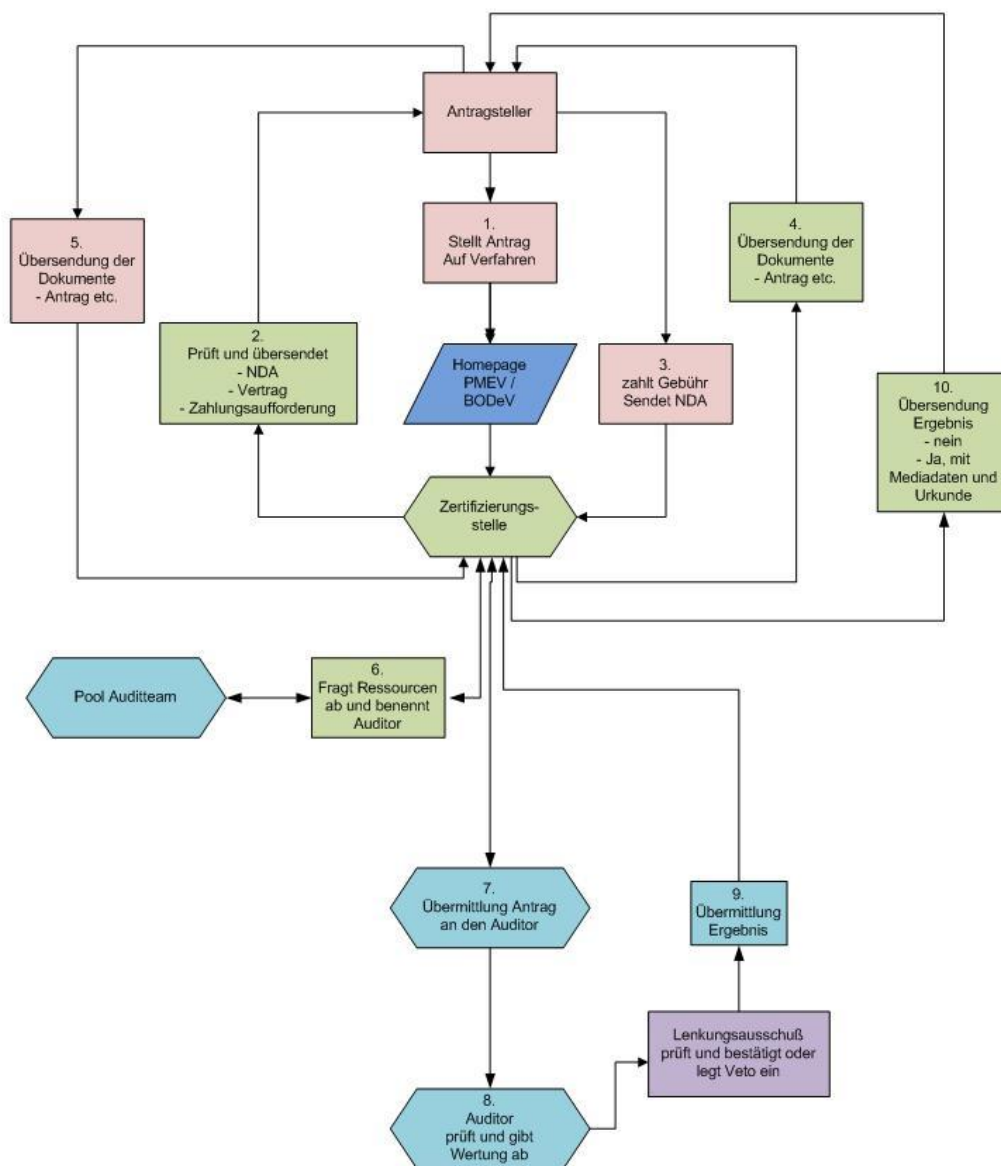 Antragsteller
1.
Stellt Antrag
Auf Verfahren
5.
Übersendung der
Dokumente
- Antrag etc.
4.
Übersendung der
Dokumente
- Antrag etc.
2.
Prüft und übersendet
- NDA
- Vertrag
- Zahlungsaufforderung
Homepage
PMEV /
BODeV
3.
zahlt Gebühr
Sendet NDA
10.
Übersendung
Ergebnis
- nein
- Ja, mit
Mediadaten und
Urkunde
Zertifizierungs-
stelle
Pool Auditteam
6.
Fragt Ressourcen
ab und benennt
Auditor
7.
Übermittlung Antrag
an den Auditor
9.
Übermittlung
Ergebnis
Lenkungsausschuß
prüft und bestätigt oder
legt Veto ein
8.
Auditor
prüft und gibt
Wertung ab